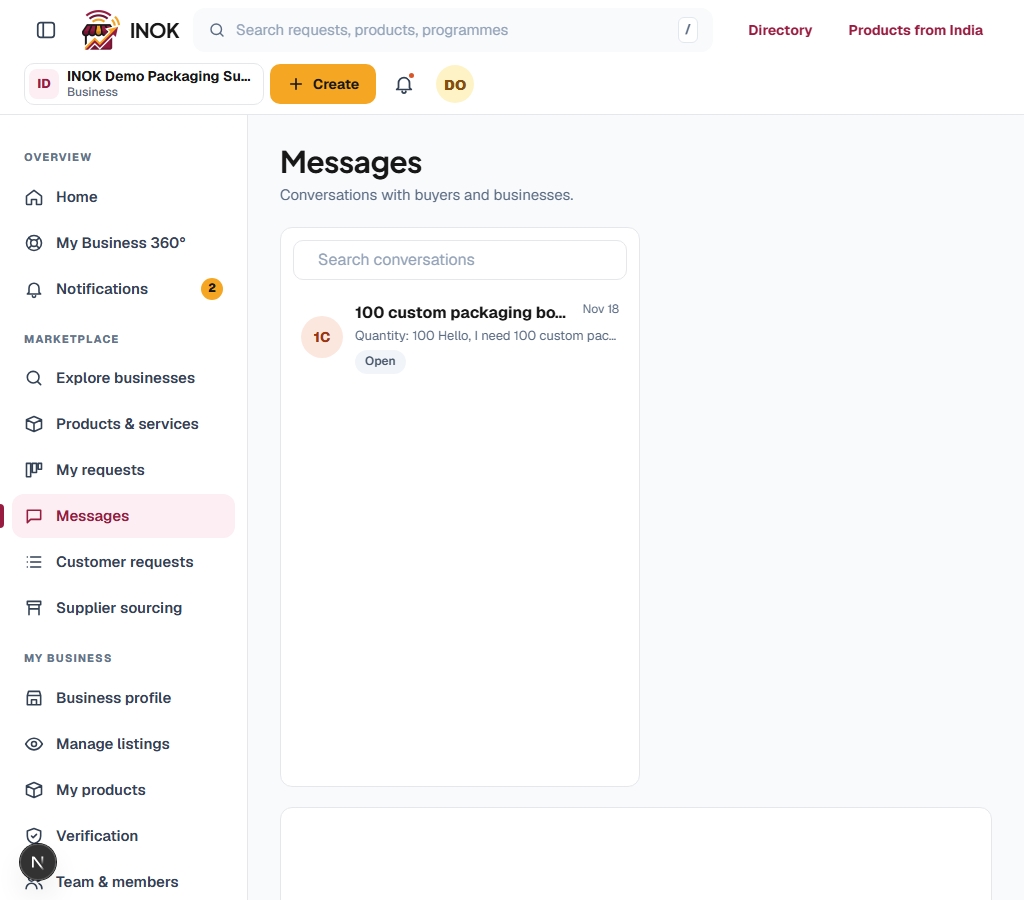 INOK
Search requests, products, programmes
/
Directory
Products from India
ID
INOK Demo Packaging Su...
Business
+ Create
DO
OVERVIEW
Home
My Business 360°
Notifications
2
MARKETPLACE
Explore businesses
Products & services
My requests
Messages
Customer requests
Supplier sourcing
MY BUSINESS
Business profile
Manage listings
My products
Verification
N
Team & members
Messages
Conversations with buyers and businesses.
Search conversations
1C
100 custom packaging bo...
Nov 18
Quantity: 100 Hello, I need 100 custom pac...
Open